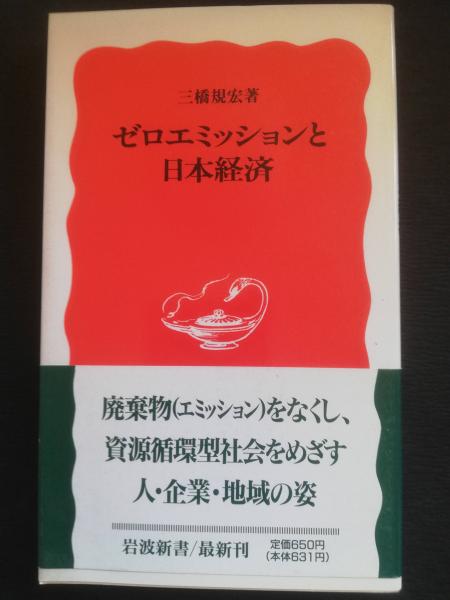 三橋規宏著
ゼロエミッションと
日本経済
廃棄物(エミッション)をなくし、
資源循環型社会をめざす
人・企業・地域の姿
岩波新書/最新刊
定価650円
(本体631円)